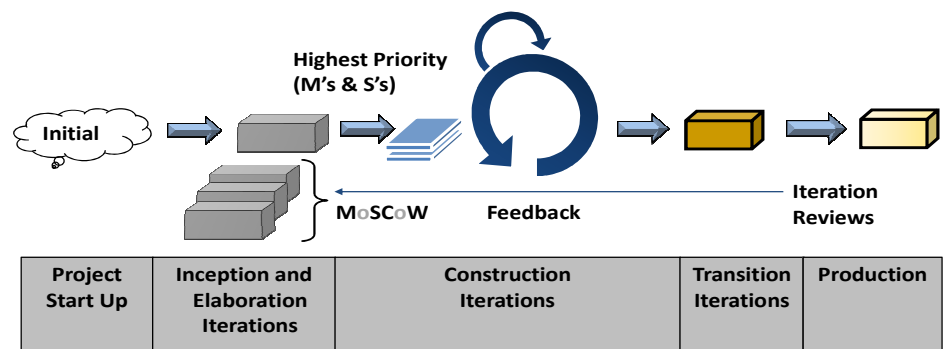 Highest Priority
(M's & S's)
Initial
MoSCoW
Feedback
Iteration
Reviews
Project
Start Up
Inception and
Elaboration
Iterations
Construction
Iterations
Transition
Iterations
Production